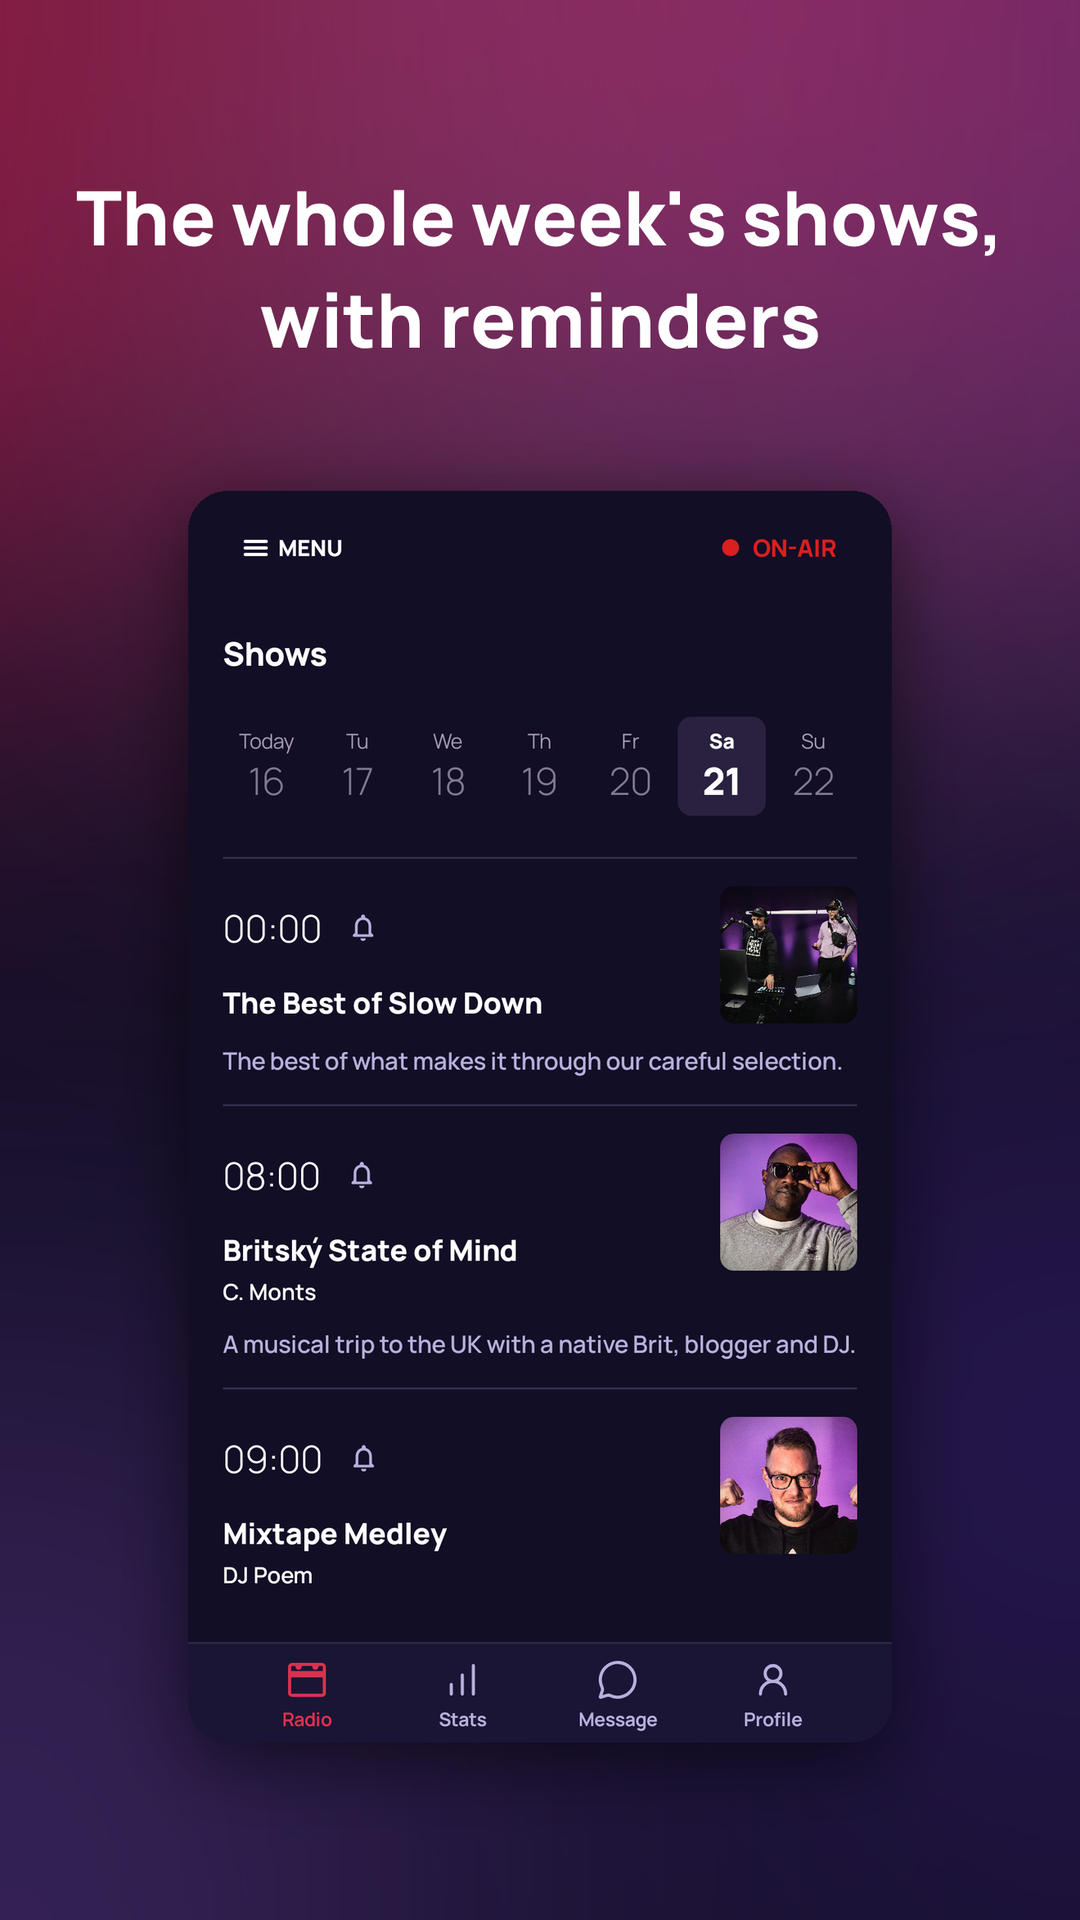 The whole week's shows,
with reminders
MENU
ON-AIR
Shows
Today Tu We Th Fr Sa Su
16 17 18 19 20 21 22
00:00
The Best of Slow Down
The best of what makes it through our careful selection.
08:00
Britský State of Mind
C. Monts
A musical trip to the UK with a native Brit, blogger and DJ.
09:00
Mixtape Medley
DJ Poem
Radio Stats Message Profile